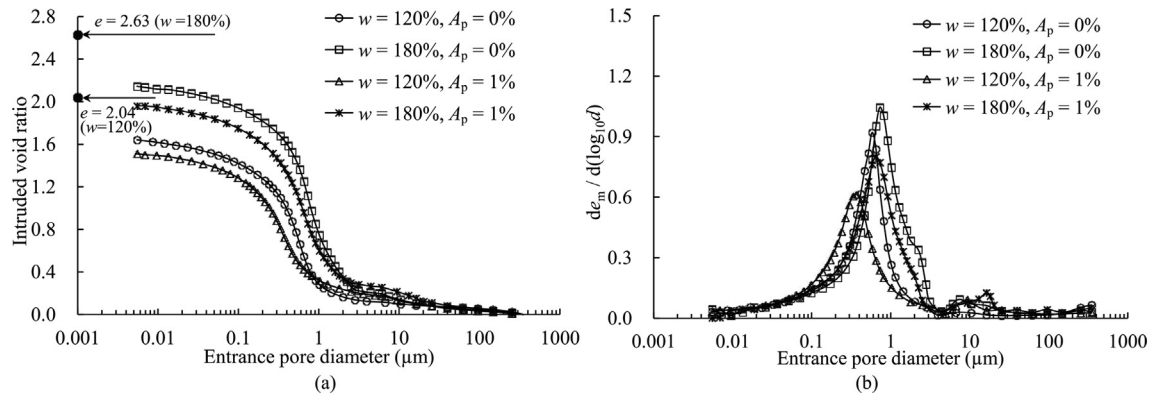 2.8
2.4
2.0
1.6
1.2
0.8
0.4
0.0
Intruded void ratio
e = 2.63 (w=180%)
e = 2.04
(w=120%)
w = 120%, Ap = 0%
w = 180%, Ap = 0%
w = 120%, Ap = 1%
w = 180%, Ap = 1%
0.001 0.01 0.1 1 10 100 1000
Entrance pore diameter (µm)
(a)
1.5
1.2
0.9
0.6
0.3
0.0
dem / d(log10d)
w = 120%, Ap = 0%
w = 180%, Ap = 0%
w = 120%, Ap = 1%
w = 180%, Ap = 1%
0.001 0.01 0.1 1 10 100 1000
Entrance pore diameter (µm)
(b)